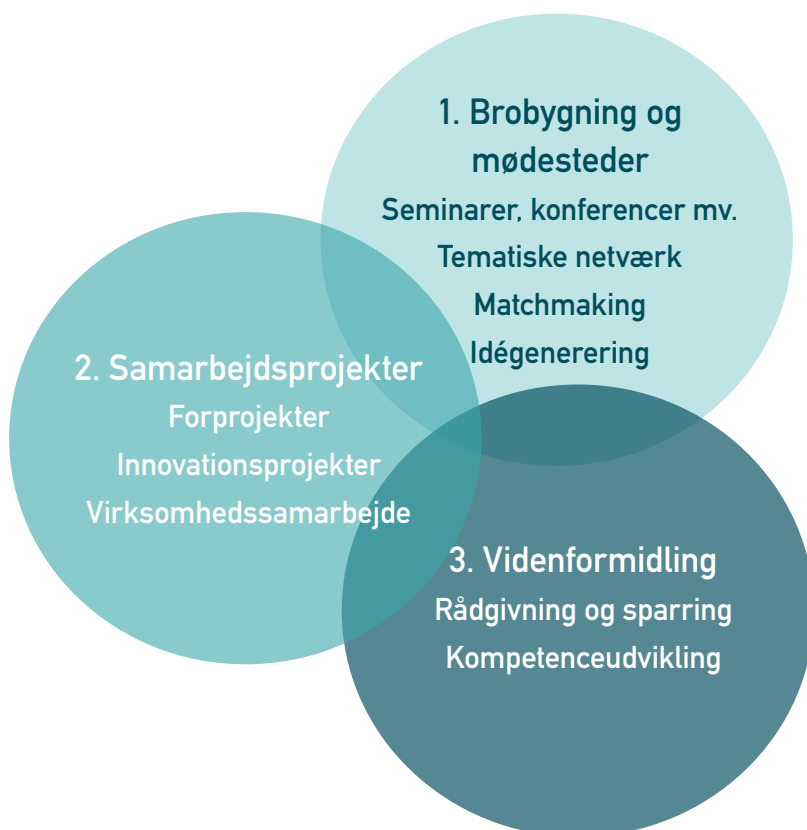 1. Brobygning og
mødesteder
Seminarer, konferencer mv.
Tematiske netværk
Matchmaking
Idégenerering
2. Samarbejdsprojekter
Forprojekter
Innovationsprojekter
Virksomhedssamarbejde
3. Videnformidling
Rådgivning og sparring
Kompetenceudvikling